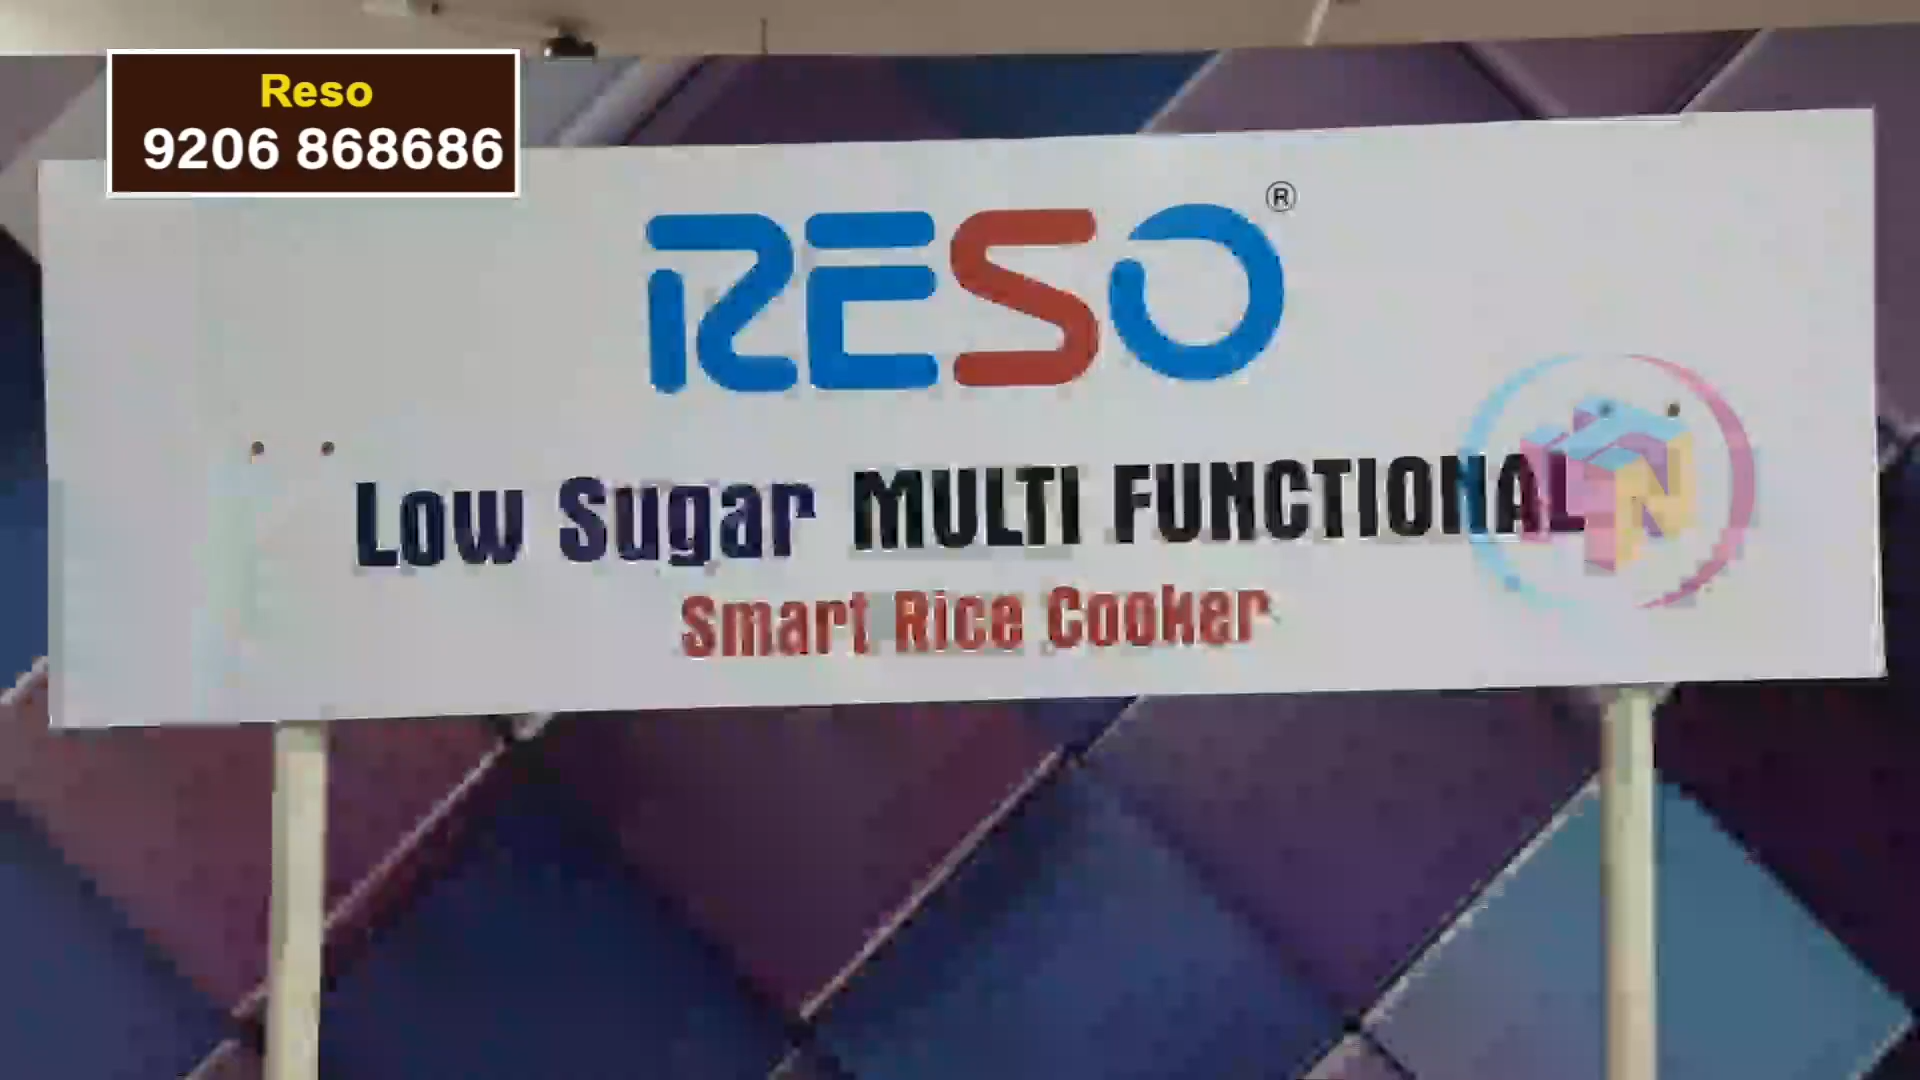 Reso
9206 868686
RESO®
Low Sugar MULTI FUNCTIONAL
Smart Rice Cooker